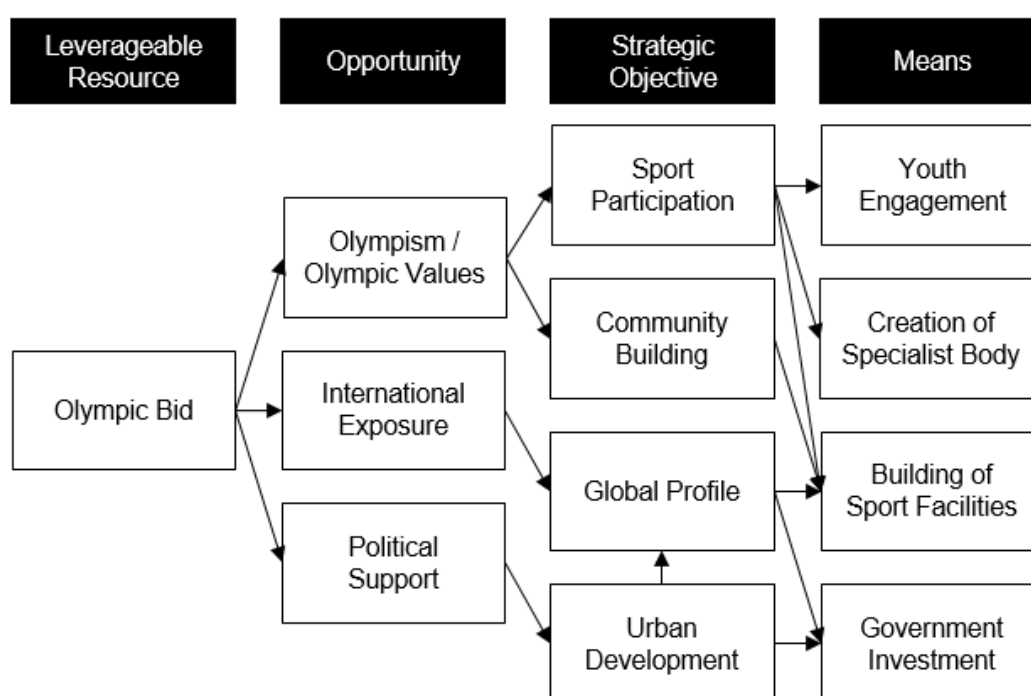 Leverageable
Resource
Opportunity
Strategic
Objective
Means
Olympic Bid
Olympism /
Olympic Values
International
Exposure
Political
Support
Sport
Participation
Community
Building
Global Profile
Urban
Development
Youth
Engagement
Creation of
Specialist Body
Building of
Sport Facilities
Government
Investment